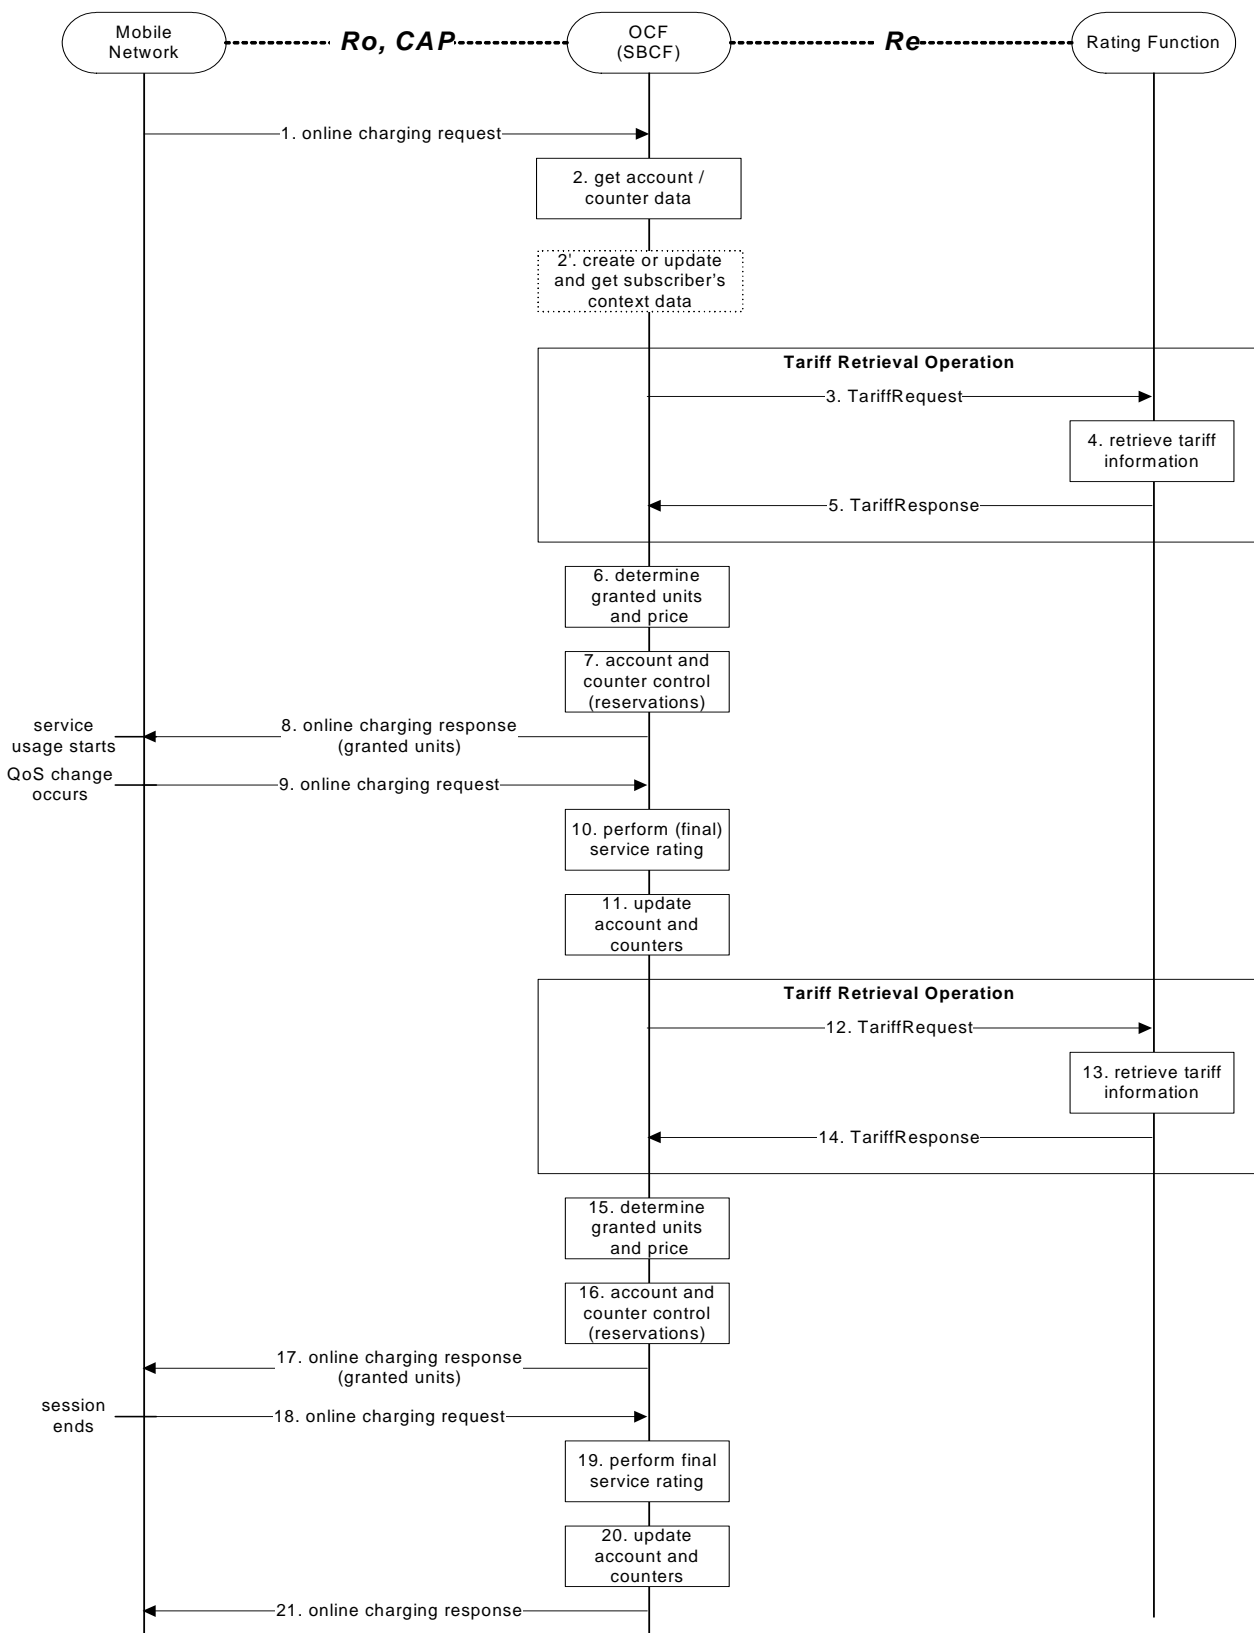 Mobile
Network
Ro, CAP
OCF
(SBCF)
Re
Rating Function
1. online charging request
2. get account /
counter data
2'. create or update
and get subscriber's
context data
Tariff Retrieval Operation
3. TariffRequest
4. retrieve tariff
information
5. TariffResponse
6. determine
granted units
and price
7. account and
counter control
(reservations)
service
usage starts
8. online charging response
(granted units)
QoS change
occurs
9. online charging request
10. perform (final)
service rating
11. update
account and
counters
Tariff Retrieval Operation
12. TariffRequest
13. retrieve tariff
information
14. TariffResponse
15. determine
granted units
and price
16. account and
counter control
(reservations)
17. online charging response
(granted units)
session
ends
18. online charging request
19. perform final
service rating
20. update
account and
counters
21. online charging response